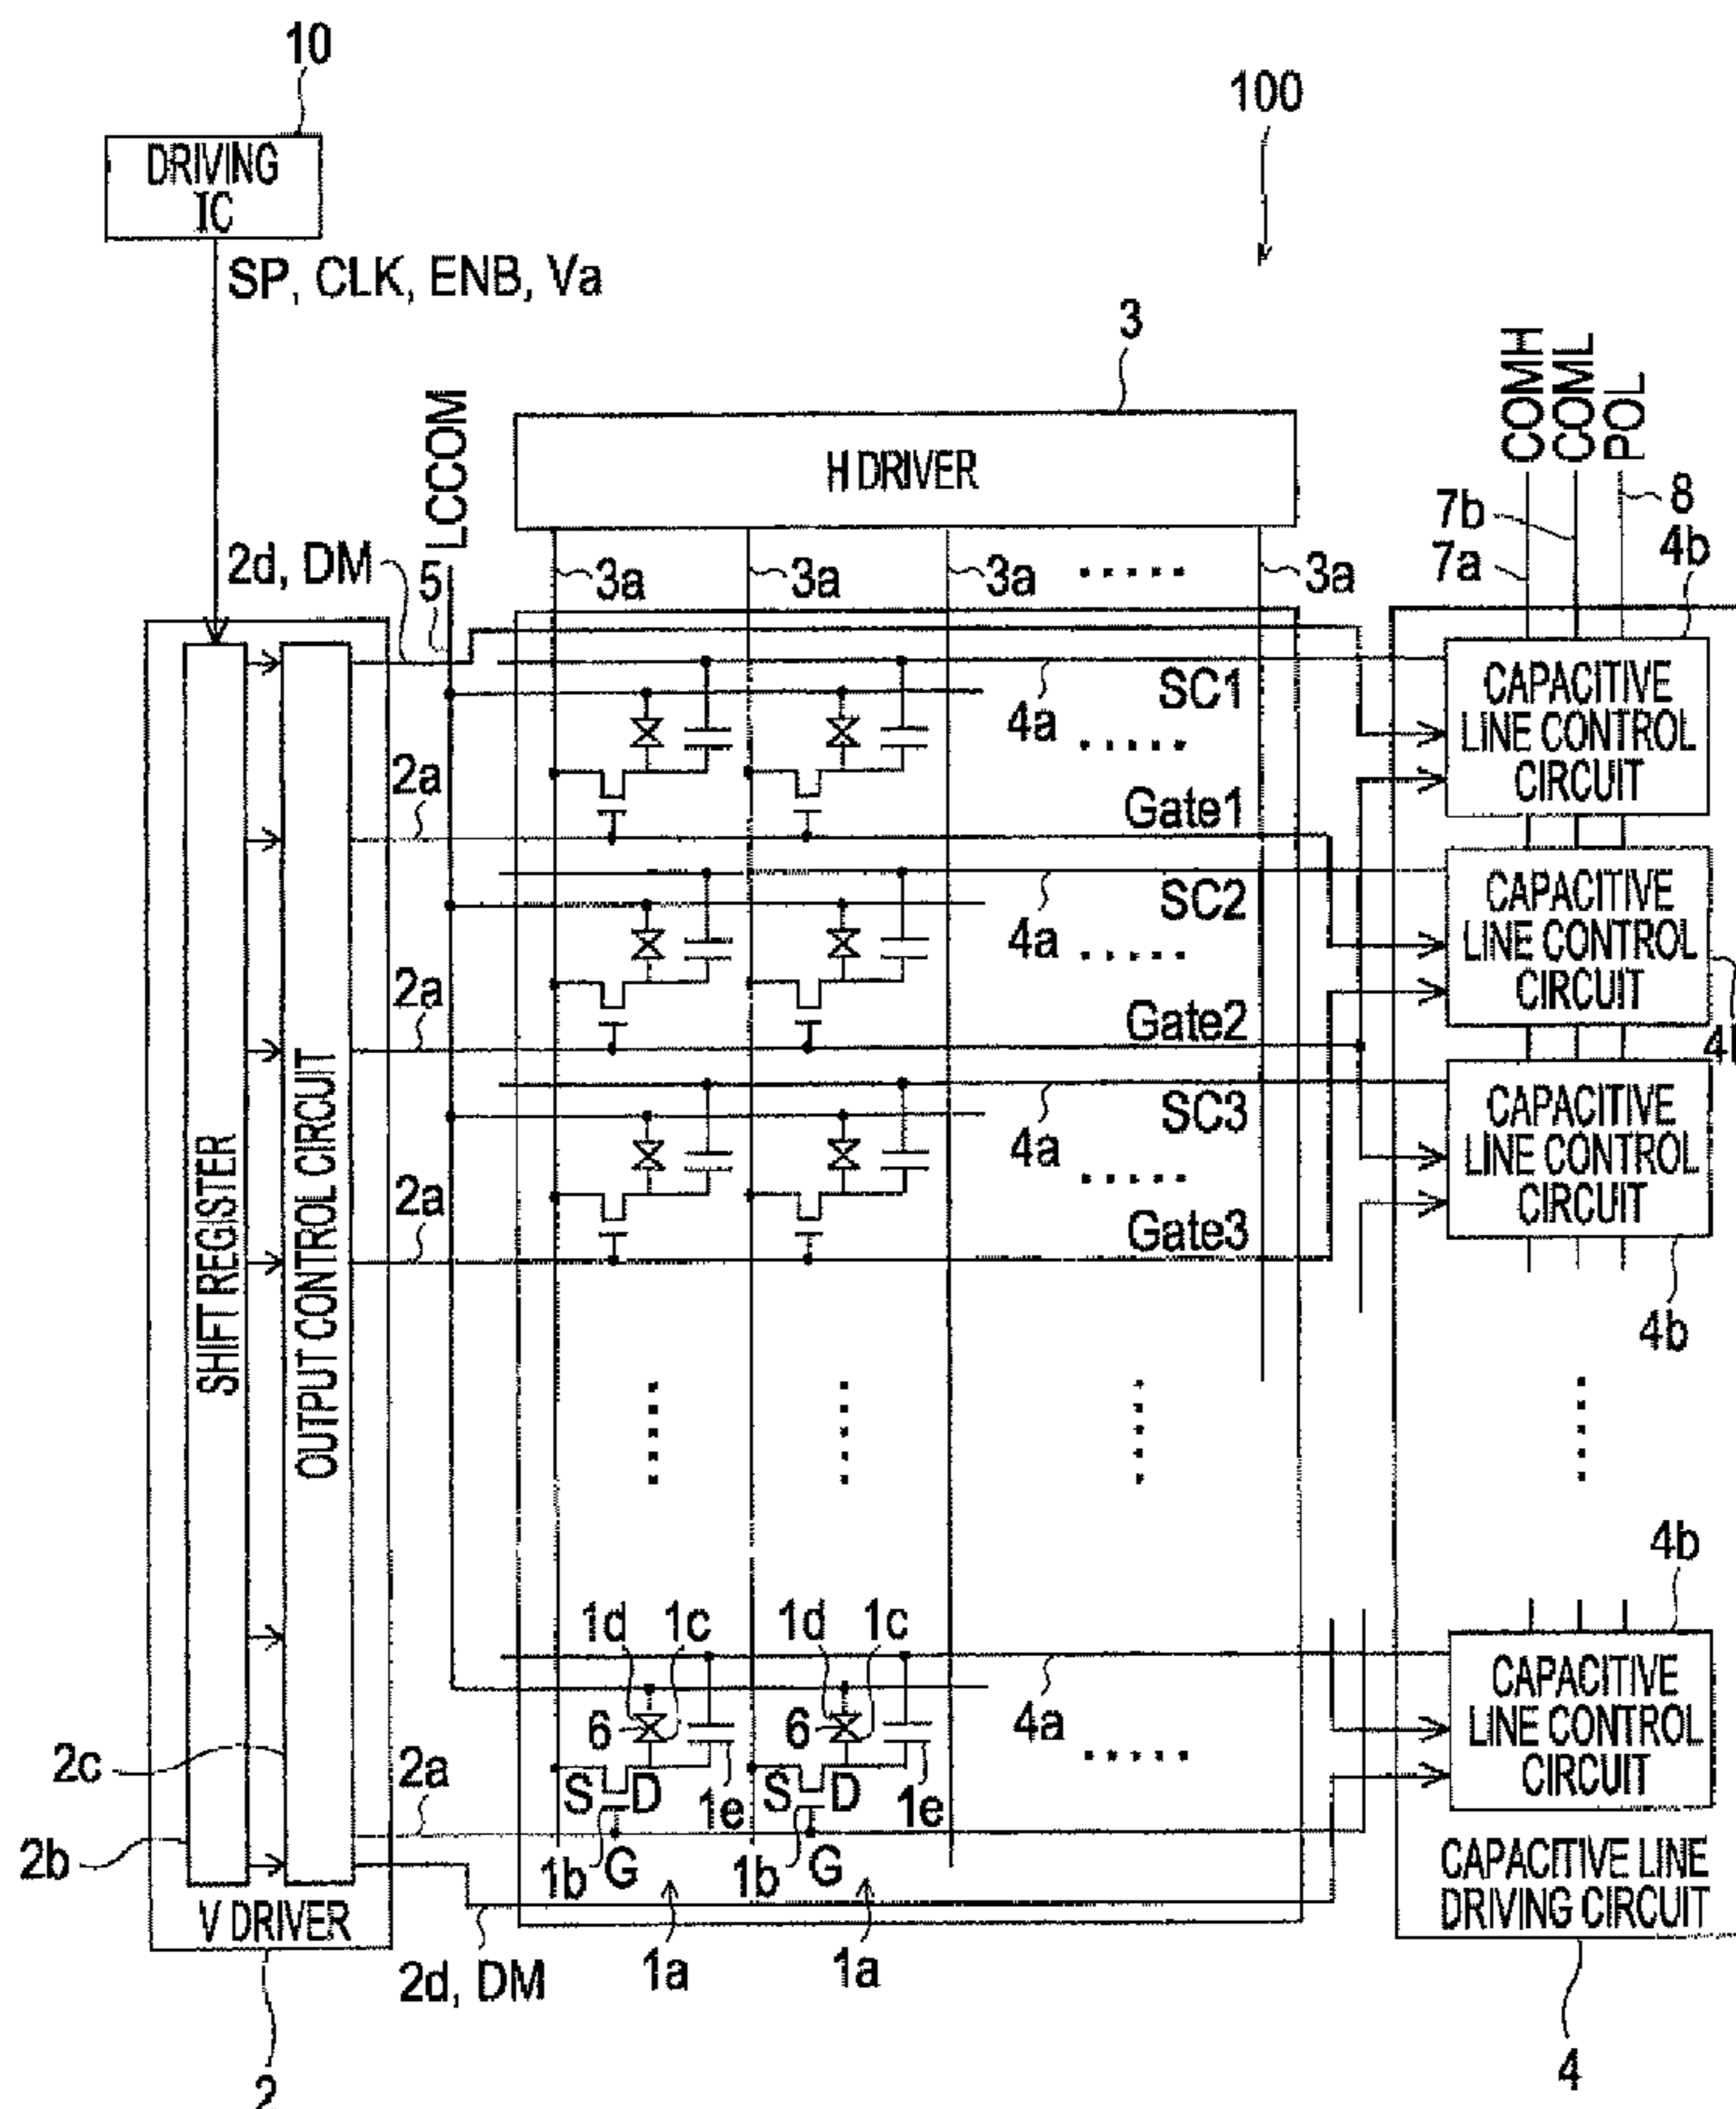 10
100
DRIVING
IC
SP, CLK, ENB, Va
3
COMH
COML
POL
LCCOM
H DRIVER
8
7b
4b
7a
2d, DM
5
3a
3a
3a
3a
SC1
4a
CAPACITIVE
LINE CONTROL
CIRCUIT
2a
Gate1
SC2
4a
CAPACITIVE
LINE CONTROL
CIRCUIT
2a
Gate2
SC3
4a
CAPACITIVE
LINE CONTROL
CIRCUIT
2a
Gate3
4b
SHIFT REGISTER
OUTPUT CONTROL CIRCUIT
4b
1d
1c
1d
1c
6
6
4a
CAPACITIVE
LINE CONTROL
CIRCUIT
2c
2a
S
D
1e
S
D
1e
2b
1b
G
1b
G
V DRIVER
CAPACITIVE LINE
DRIVING CIRCUIT
2d, DM
1a
1a
2
4